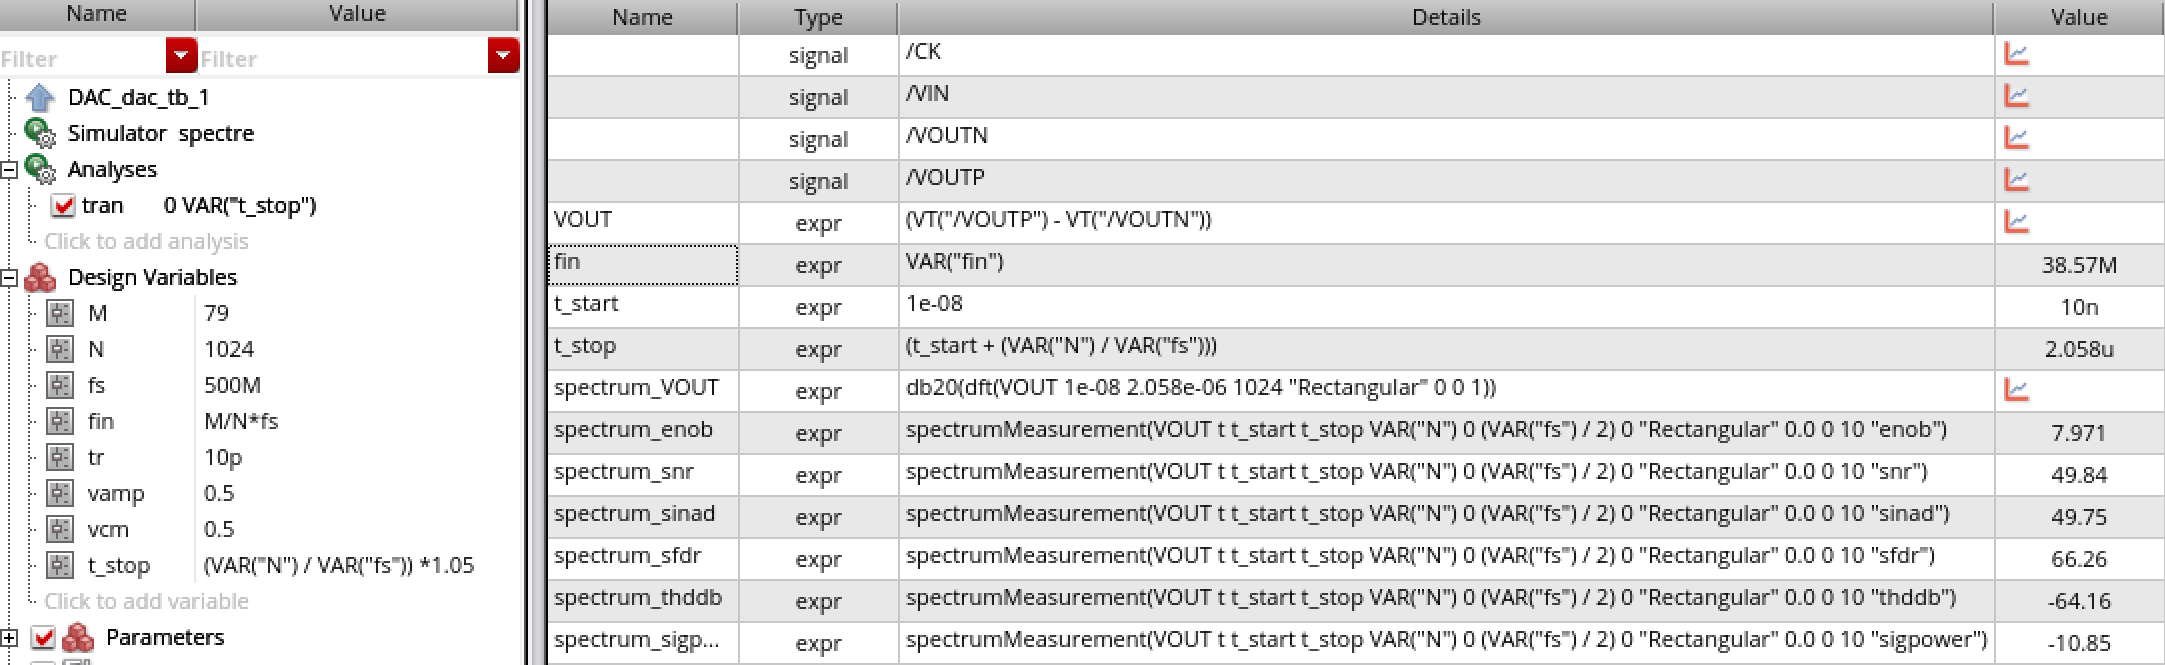 Name Value
Filter Filter
DAC_dac_tb_1
Simulator spectre
Analyses
tran 0 VAR("t_stop")
Click to add analysis
Design Variables
M 79
N 1024
fs 500M
fin M/N*fs
tr 10p
vamp 0.5
vcm 0.5
t_stop (VAR("N") / VAR("fs")) *1.05
Click to add variable
Parameters
Name Type Details Value
signal /CK
signal /VIN
signal /VOUTN
signal /VOUTP
VOUT expr (VT("/VOUTP") - VT("/VOUTN"))
fin expr VAR("fin") 38.57M
t_start expr 1e-08 10n
t_stop expr (t_start + (VAR("N") / VAR("fs"))) 2.058u
spectrum_VOUT expr db20(dft(VOUT 1e-08 2.058e-06 1024 "Rectangular" 0 0 1))
spectrum_enob expr spectrumMeasurement(VOUT t t_start t_stop VAR("N") 0 (VAR("fs") / 2) 0 "Rectangular" 0.0 0 10 "enob") 7.971
spectrum_snr expr spectrumMeasurement(VOUT t t_start t_stop VAR("N") 0 (VAR("fs") / 2) 0 "Rectangular" 0.0 0 10 "snr") 49.84
spectrum_sinad expr spectrumMeasurement(VOUT t t_start t_stop VAR("N") 0 (VAR("fs") / 2) 0 "Rectangular" 0.0 0 10 "sinad") 49.75
spectrum_sfdr expr spectrumMeasurement(VOUT t t_start t_stop VAR("N") 0 (VAR("fs") / 2) 0 "Rectangular" 0.0 0 10 "sfdr") 66.26
spectrum_thddb expr spectrumMeasurement(VOUT t t_start t_stop VAR("N") 0 (VAR("fs") / 2) 0 "Rectangular" 0.0 0 10 "thddb") -64.16
spectrum_sigp... expr spectrumMeasurement(VOUT t t_start t_stop VAR("N") 0 (VAR("fs") / 2) 0 "Rectangular" 0.0 0 10 "sigpower") -10.85